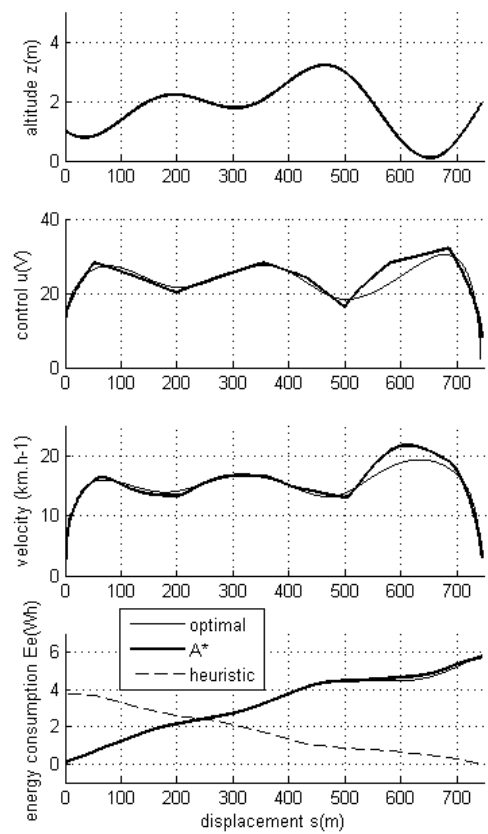 altitude z(m)
4
2
0
0 100 200 300 400 500 600 700
control u(V)
40
20
0
0 100 200 300 400 500 600 700
velocity (km.h-1)
20
10
0
0 100 200 300 400 500 600 700
energy consumption Ee(Wh)
optimal
A*
heuristic
6
4
2
0
0 100 200 300 400 500 600 700
displacement s(m)